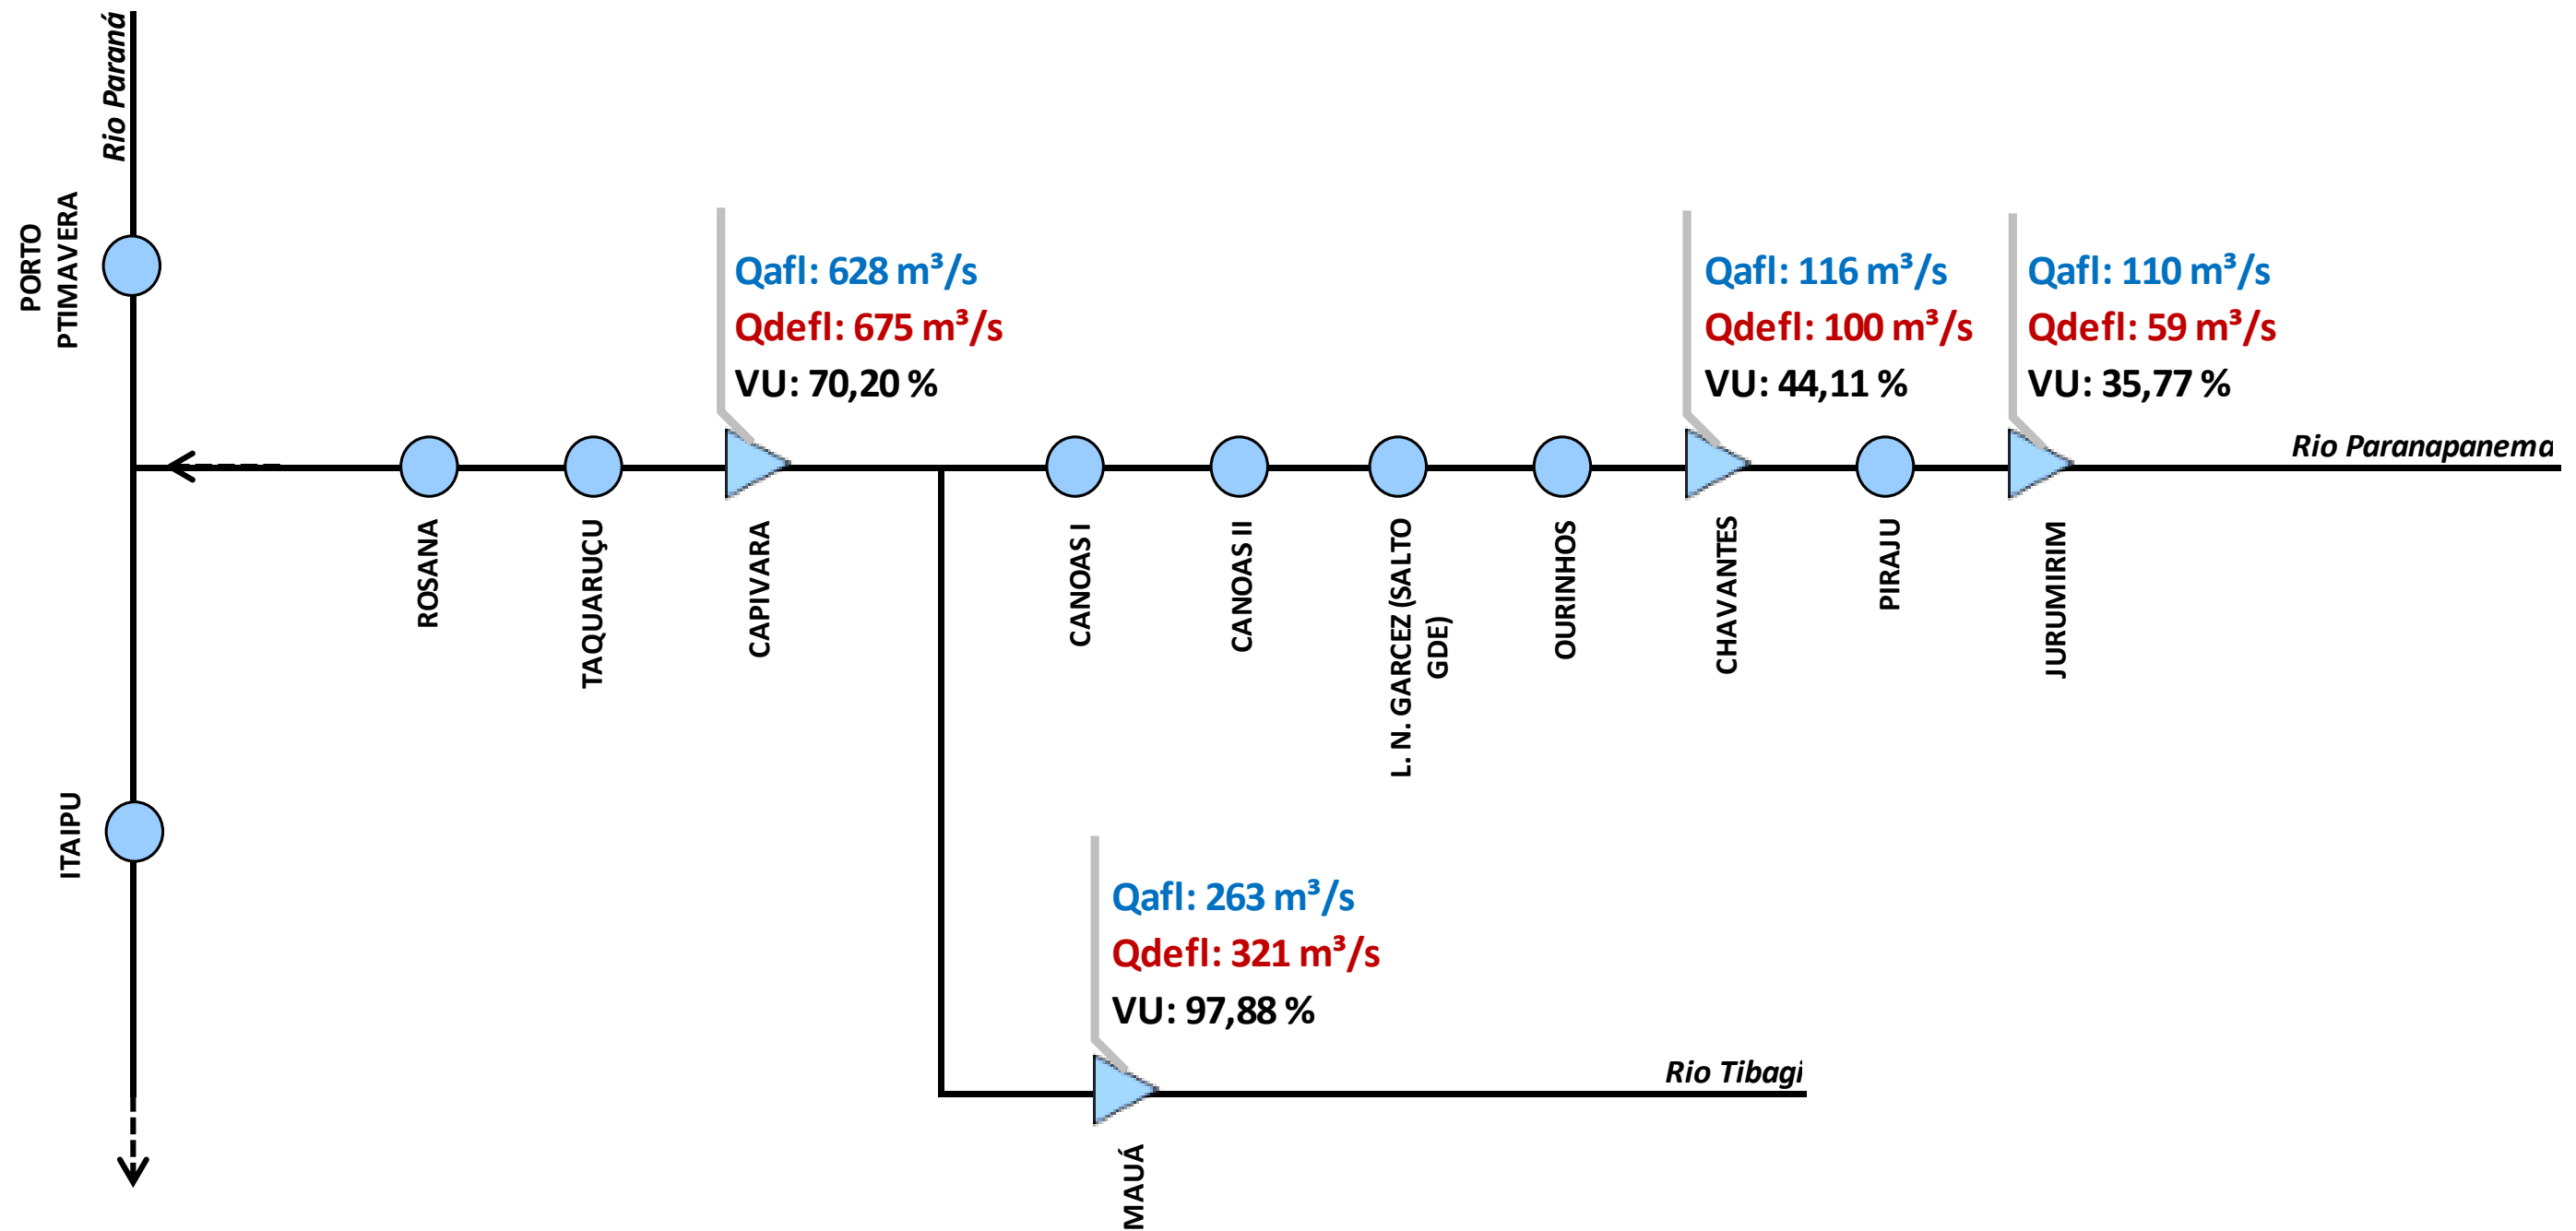 Rio Paraná
PORTO
PTIMAVERA
Qafl: 628 m³/s
Qdefl: 675 m³/s
VU: 70,20 %
Qafl: 116 m³/s
Qdefl: 100 m³/s
VU: 44,11 %
Qafl: 110 m³/s
Qdefl: 59 m³/s
VU: 35,77 %
Rio Paranapanema
ROSANA
TAQUARUÇU
CAPIVARA
CANOAS I
CANOAS II
L. N. GARCEZ (SALTO
GDE)
OURINHOS
CHAVANTES
PIRAJU
JURUMIRIM
ITAIPU
Qafl: 263 m³/s
Qdefl: 321 m³/s
VU: 97,88 %
Rio Tibagi
MAUÁ